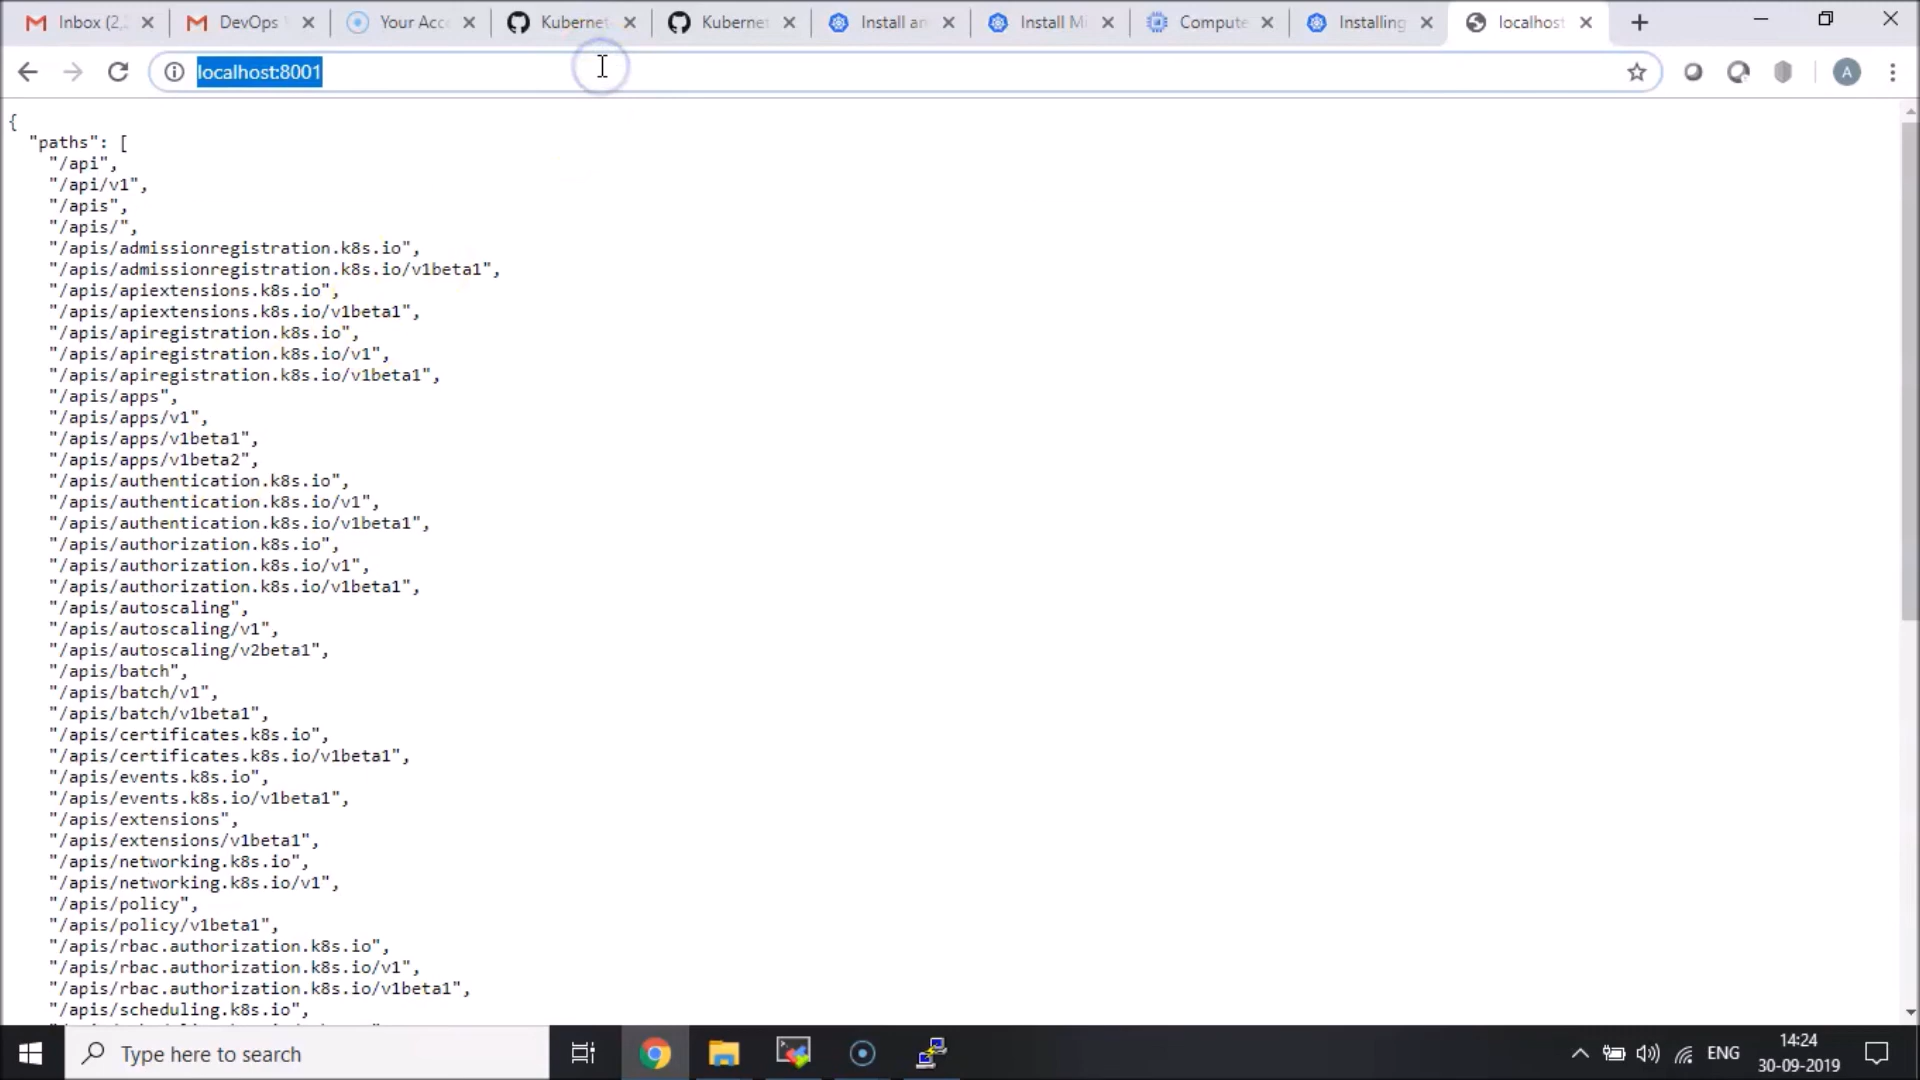 Inbox (2,
DevOps
Your Acc
Kubernet
Kubernet
Install an
Install Mi
Compute
Installing
localhost
localhost:8001
A
{
"paths": [
"/api",
"/api/v1",
"/apis",
"/apis/",
"/apis/admissionregistration.k8s.io",
"/apis/admissionregistration.k8s.io/v1beta1",
"/apis/apiextensions.k8s.io",
"/apis/apiextensions.k8s.io/v1beta1",
"/apis/apiregistration.k8s.io",
"/apis/apiregistration.k8s.io/v1",
"/apis/apiregistration.k8s.io/v1beta1",
"/apis/apps",
"/apis/apps/v1",
"/apis/apps/v1beta1",
"/apis/apps/v1beta2",
"/apis/authentication.k8s.io",
"/apis/authentication.k8s.io/v1",
"/apis/authentication.k8s.io/v1beta1",
"/apis/authorization.k8s.io",
"/apis/authorization.k8s.io/v1",
"/apis/authorization.k8s.io/v1beta1",
"/apis/autoscaling",
"/apis/autoscaling/v1",
"/apis/autoscaling/v2beta1",
"/apis/batch",
"/apis/batch/v1",
"/apis/batch/v1beta1",
"/apis/certificates.k8s.io",
"/apis/certificates.k8s.io/v1beta1",
"/apis/events.k8s.io",
"/apis/events.k8s.io/v1beta1",
"/apis/extensions",
"/apis/extensions/v1beta1",
"/apis/networking.k8s.io",
"/apis/networking.k8s.io/v1",
"/apis/policy",
"/apis/policy/v1beta1",
"/apis/rbac.authorization.k8s.io",
"/apis/rbac.authorization.k8s.io/v1",
"/apis/rbac.authorization.k8s.io/v1beta1",
"/apis/scheduling.k8s.io",
Type here to search
ENG
14:24
30-09-2019